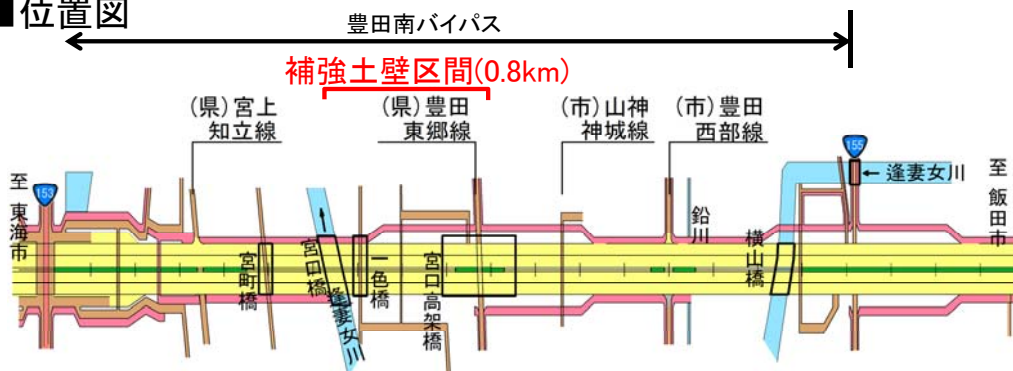 ■位置図
豊田南バイパス
補強土壁区間(0.8km)
(県)宮上
知立線
(県)豊田
東郷線
(市)山神
神城線
(市)豊田
西部線
155
← 逢妻女川
至 東海市
153
至 飯田市
鉛川
宮町橋
宮口橋
逢妻女川
一色橋
宮口高架橋
横山橋